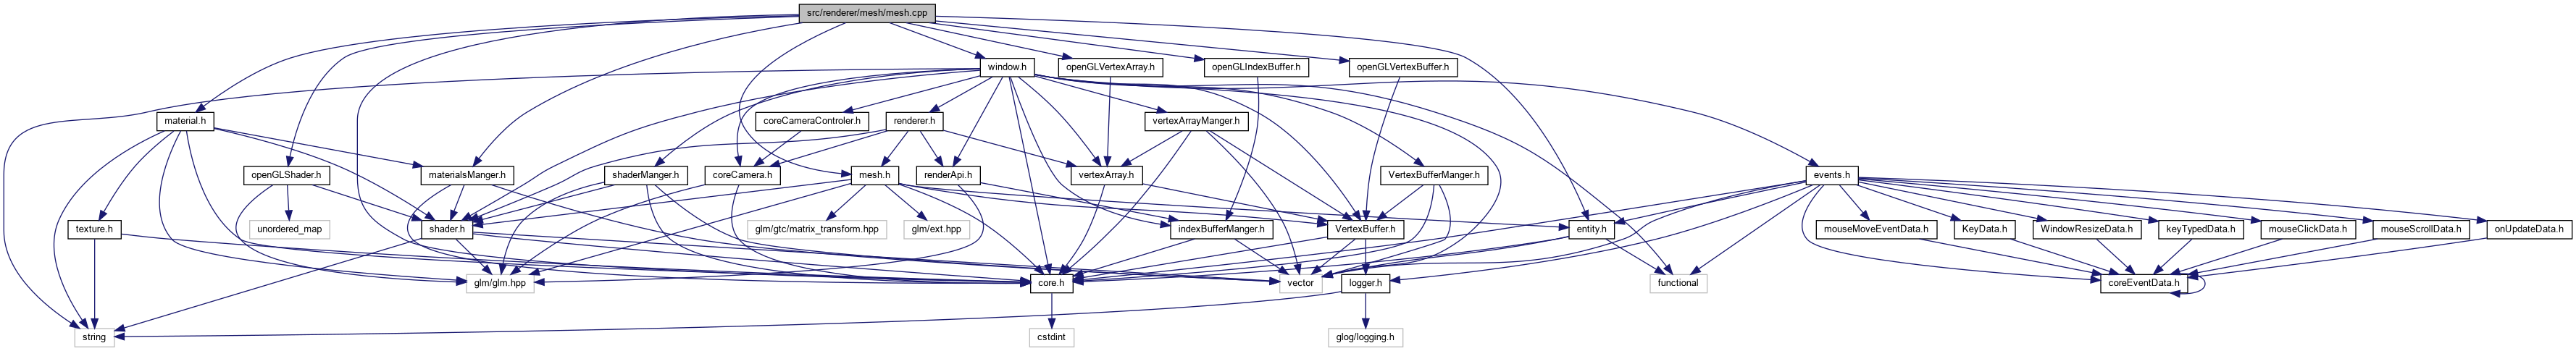 src/renderer/mesh/mesh.cpp
window.h
openGLVertexArray.h
openGLIndexBuffer.h
openGLVertexBuffer.h
material.h
coreCameraControler.h
renderer.h
vertexArrayManger.h
openGLShader.h
materialsManger.h
shaderManger.h
coreCamera.h
mesh.h
renderApi.h
vertexArray.h
VertexBufferManger.h
events.h
texture.h
unordered_map
shader.h
glm/gtc/matrix_transform.hpp
glm/ext.hpp
indexBufferManger.h
VertexBuffer.h
entity.h
mouseMoveEventData.h
KeyData.h
WindowResizeData.h
keyTypedData.h
mouseClickData.h
mouseScrollData.h
onUpdateData.h
glm/glm.hpp
core.h
vector
logger.h
functional
coreEventData.h
string
cstdint
glog/logging.h